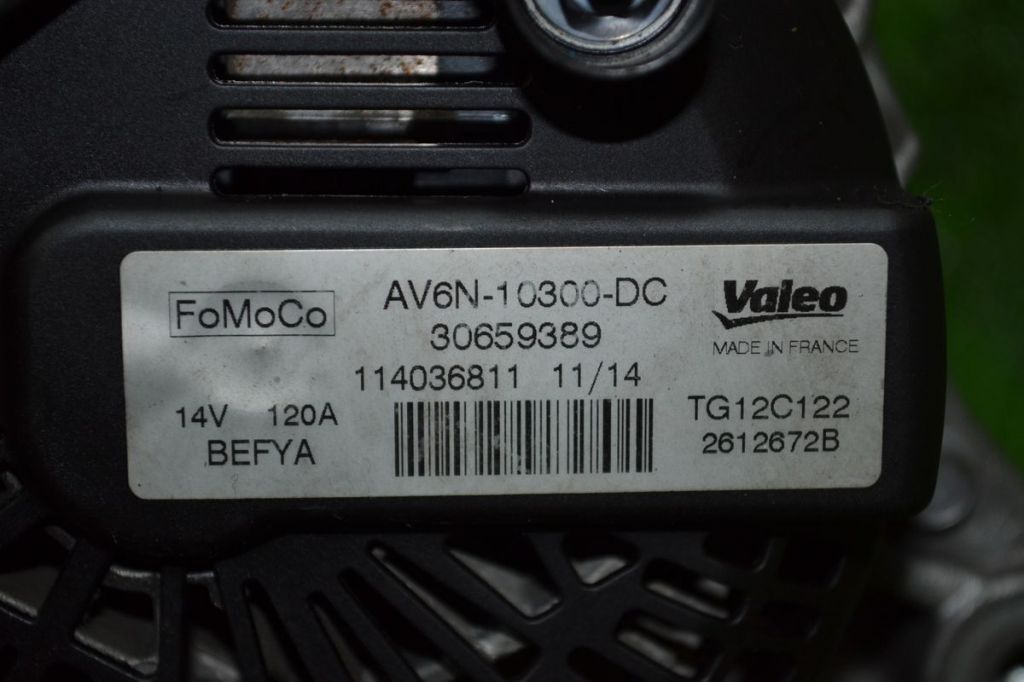 FoMoCo
AV6N-10300-DC
30659389
Valeo
MADE IN FRANCE
114036811 11/14
14V 120A
BEFYA
TG12C122
2612672B